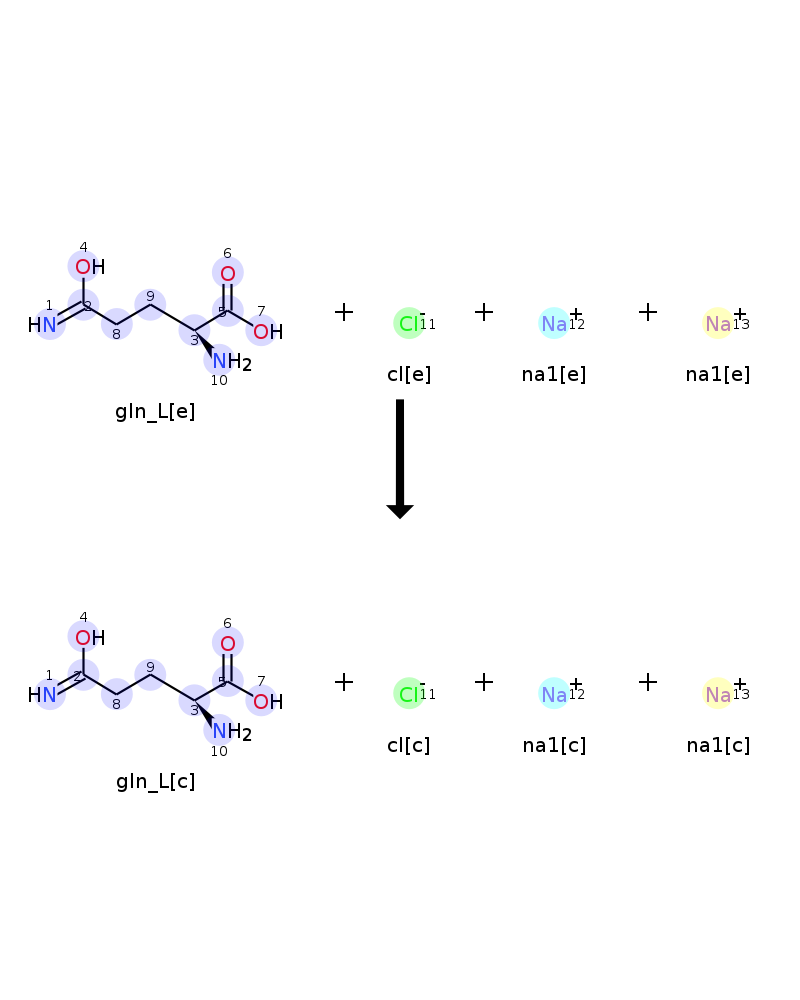 4 6
OH O
1 2 8 9 3 5 7
HN OH
NH2
10
+ Cl- 11 + Na+ 12 + Na+ 13
gln_L[e] cl[e] na1[e] na1[e]
4 6
OH O
1 2 8 9 3 5 7
HN OH
NH2
10
+ Cl- 11 + Na+ 12 + Na+ 13
gln_L[c] cl[c] na1[c] na1[c]